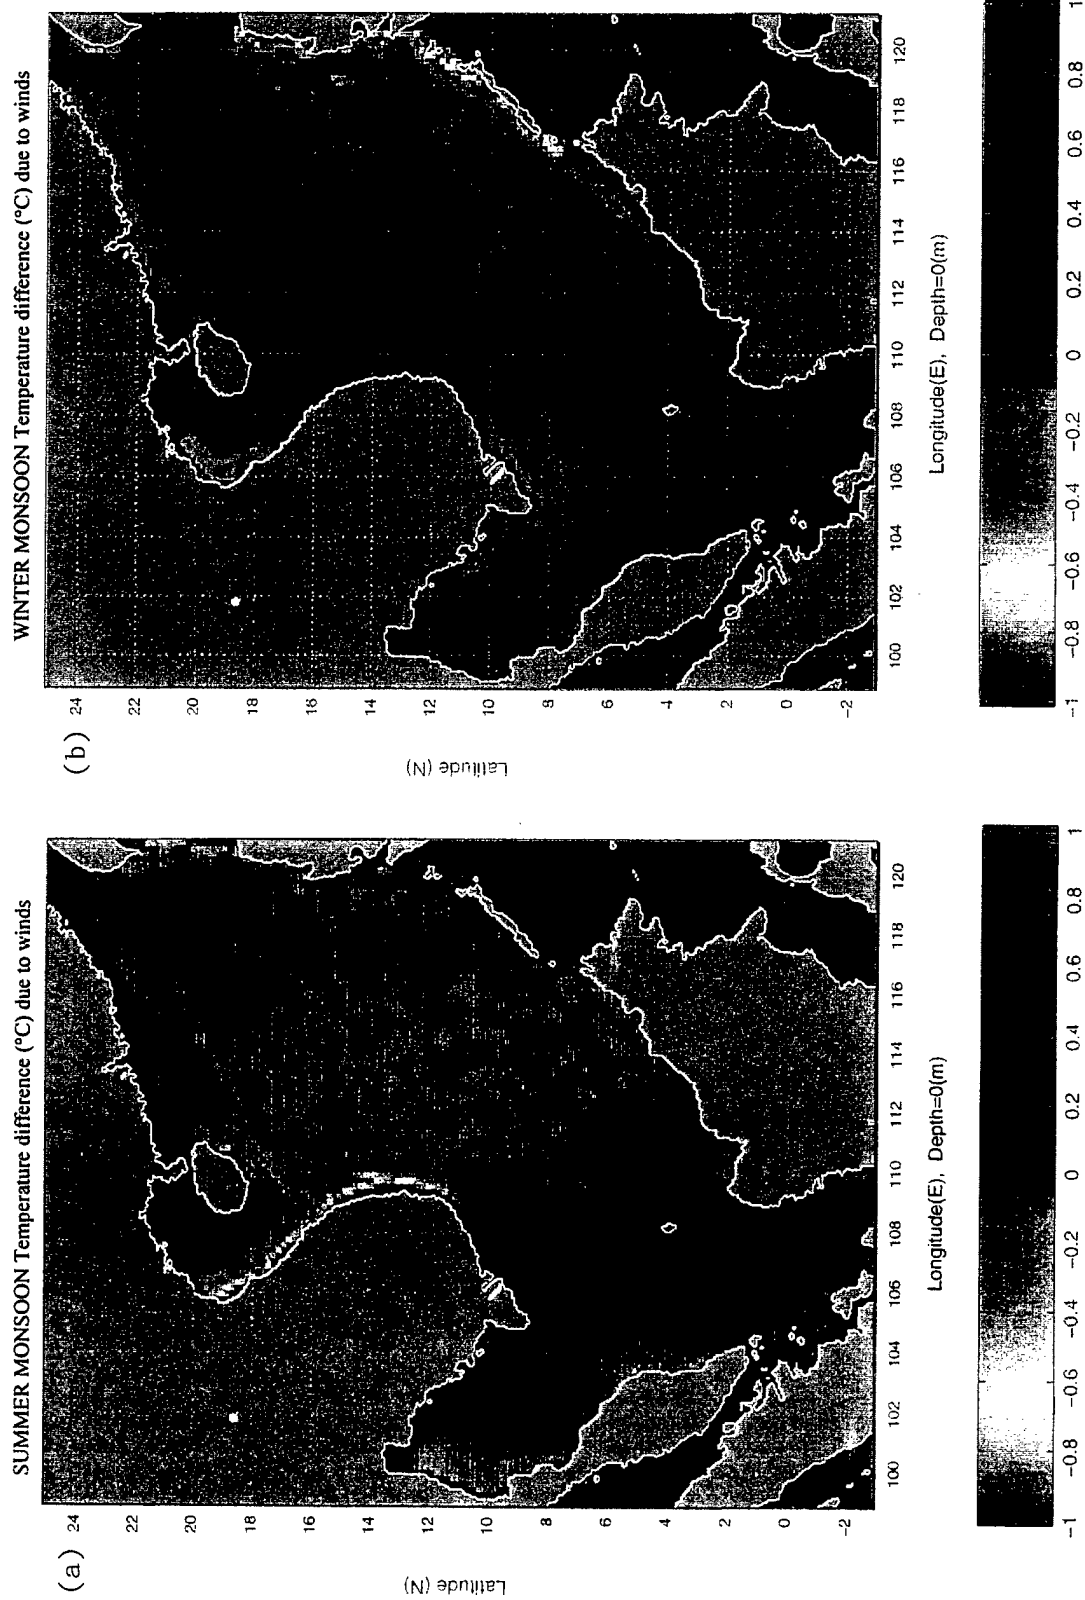 (a)
SUMMER MONSOON Temperature difference (°C) due to winds
Latitude (N)
24
22
20
18
16
14
12
10
8
6
4
2
0
-2
100 102 104 106 108 110 112 114 116 118 120
Longitude(E), Depth=0(m)
-1 -0.8 -0.6 -0.4 -0.2 0 0.2 0.4 0.6 0.8 1
(b)
WINTER MONSOON Temperature difference (°C) due to winds
Latitude (N)
24
22
20
18
16
14
12
10
8
6
4
2
0
-2
100 102 104 106 108 110 112 114 116 118 120
Longitude(E), Depth=0(m)
-1 -0.8 -0.6 -0.4 -0.2 0 0.2 0.4 0.6 0.8 1